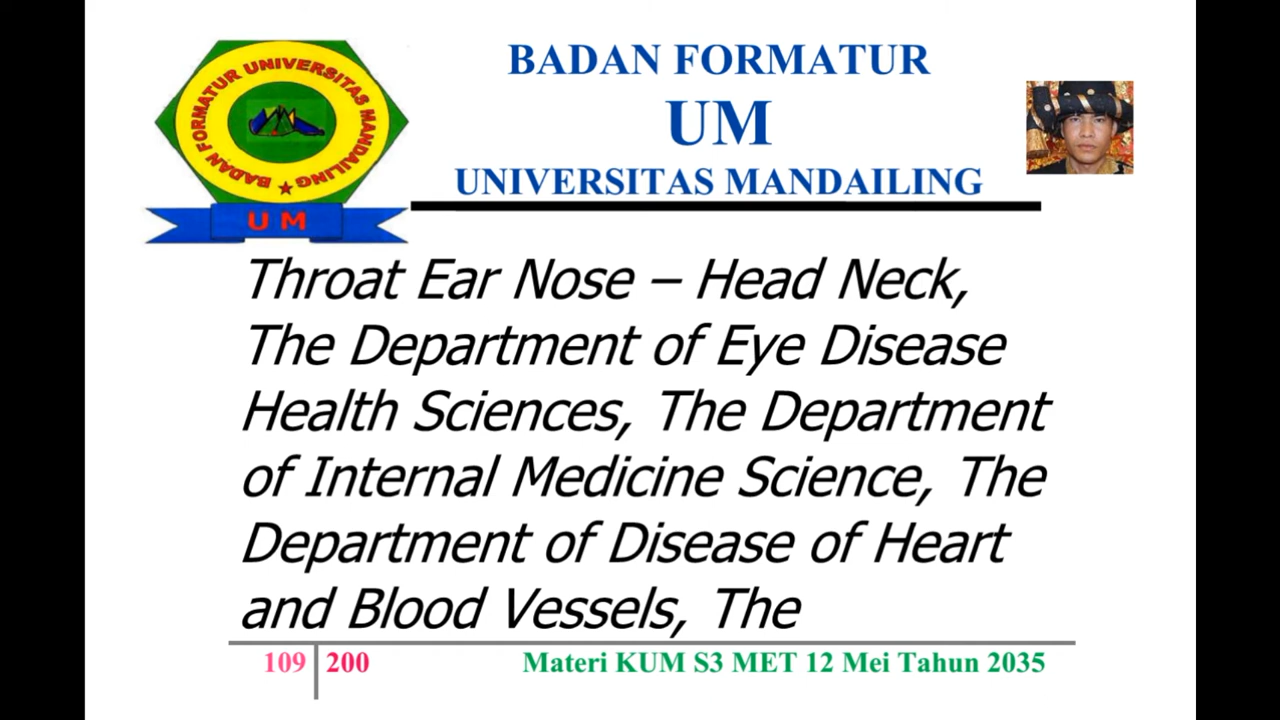 BADAN FORMATUR UNIVERSITAS MANDAILING
UM
BADAN FORMATUR
UM
UNIVERSITAS MANDAILING
Throat Ear Nose – Head Neck,
The Department of Eye Disease
Health Sciences, The Department
of Internal Medicine Science, The
Department of Disease of Heart
and Blood Vessels, The
109 200
Materi KUM S3 MET 12 Mei Tahun 2035